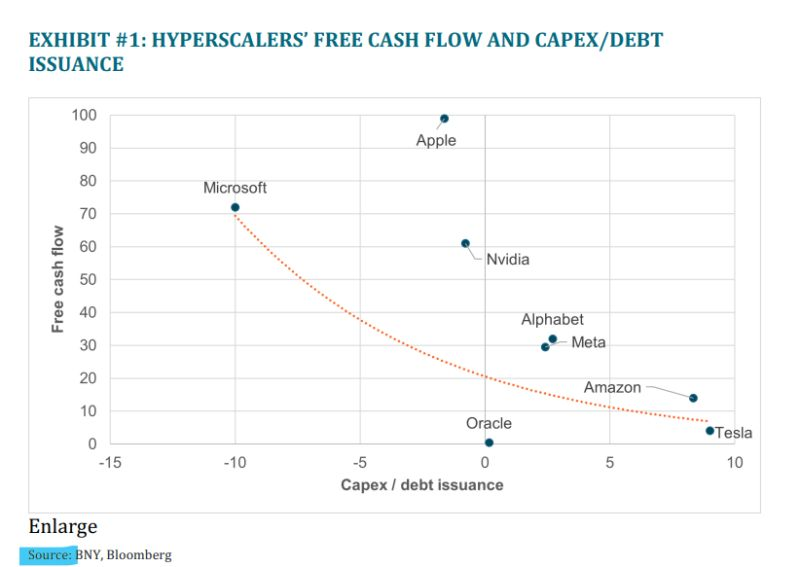 EXHIBIT #1: HYPERSCALERS' FREE CASH FLOW AND CAPEX/DEBT
ISSUANCE
100
Apple
90
80
Microsoft
70
60
Nvidia
50
40
Alphabet
30
Meta
20
Amazon
10
Oracle
Tesla
0
-15
-10
-5
0
5
10
Free cash flow
Capex / debt issuance
Enlarge
Source: BNY, Bloomberg